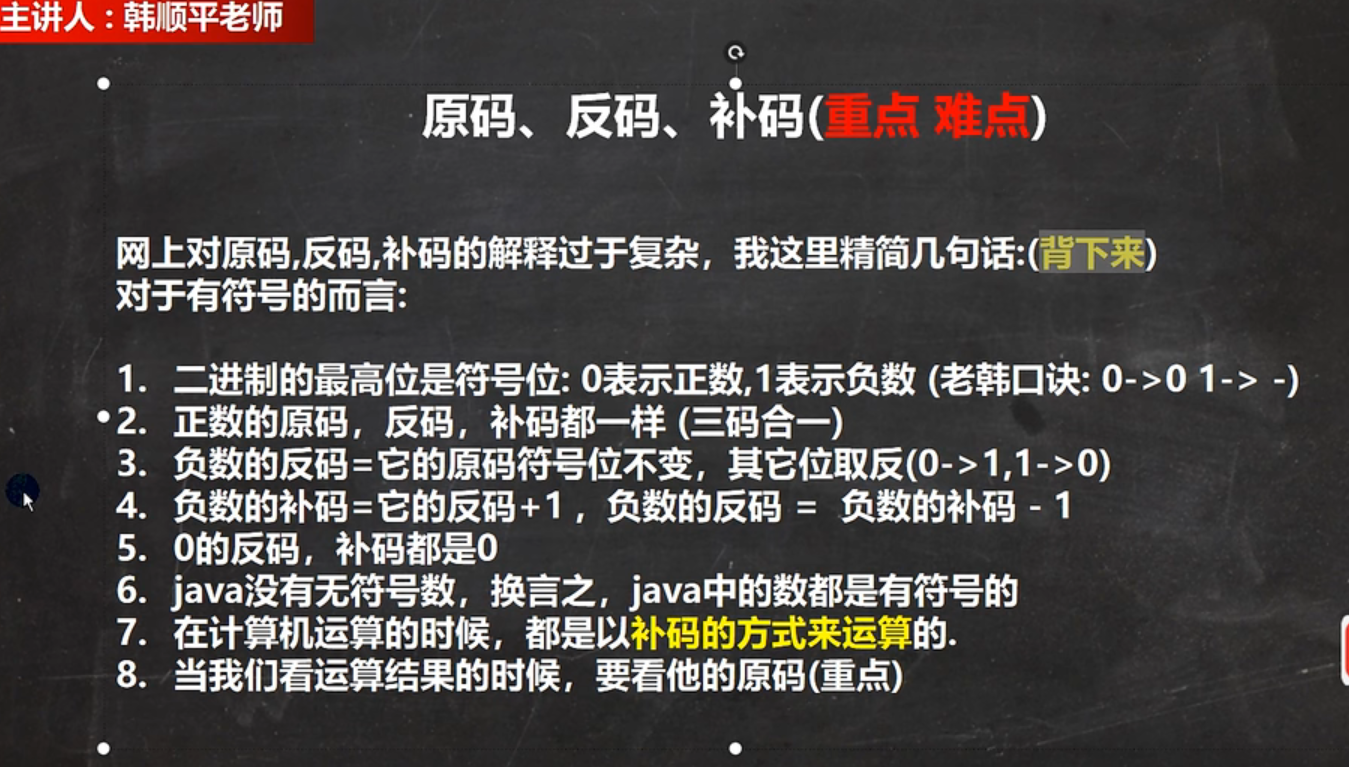 主讲人：韩顺平老师
原码、反码、补码(重点 难点)
网上对原码,反码,补码的解释过于复杂，我这里精简几句话:(背下来)
对于有符号的而言:
1. 二进制的最高位是符号位: 0表示正数,1表示负数 (老韩口诀: 0->0 1-> -)
2. 正数的原码，反码，补码都一样 (三码合一)
3. 负数的反码=它的原码符号位不变，其它位取反(0->1,1->0)
4. 负数的补码=它的反码+1 ，负数的反码 = 负数的补码 - 1
5. 0的反码，补码都是0
6. java没有无符号数，换言之，java中的数都是有符号的
7. 在计算机运算的时候，都是以补码的方式来运算的.
8. 当我们看运算结果的时候，要看他的原码(重点)